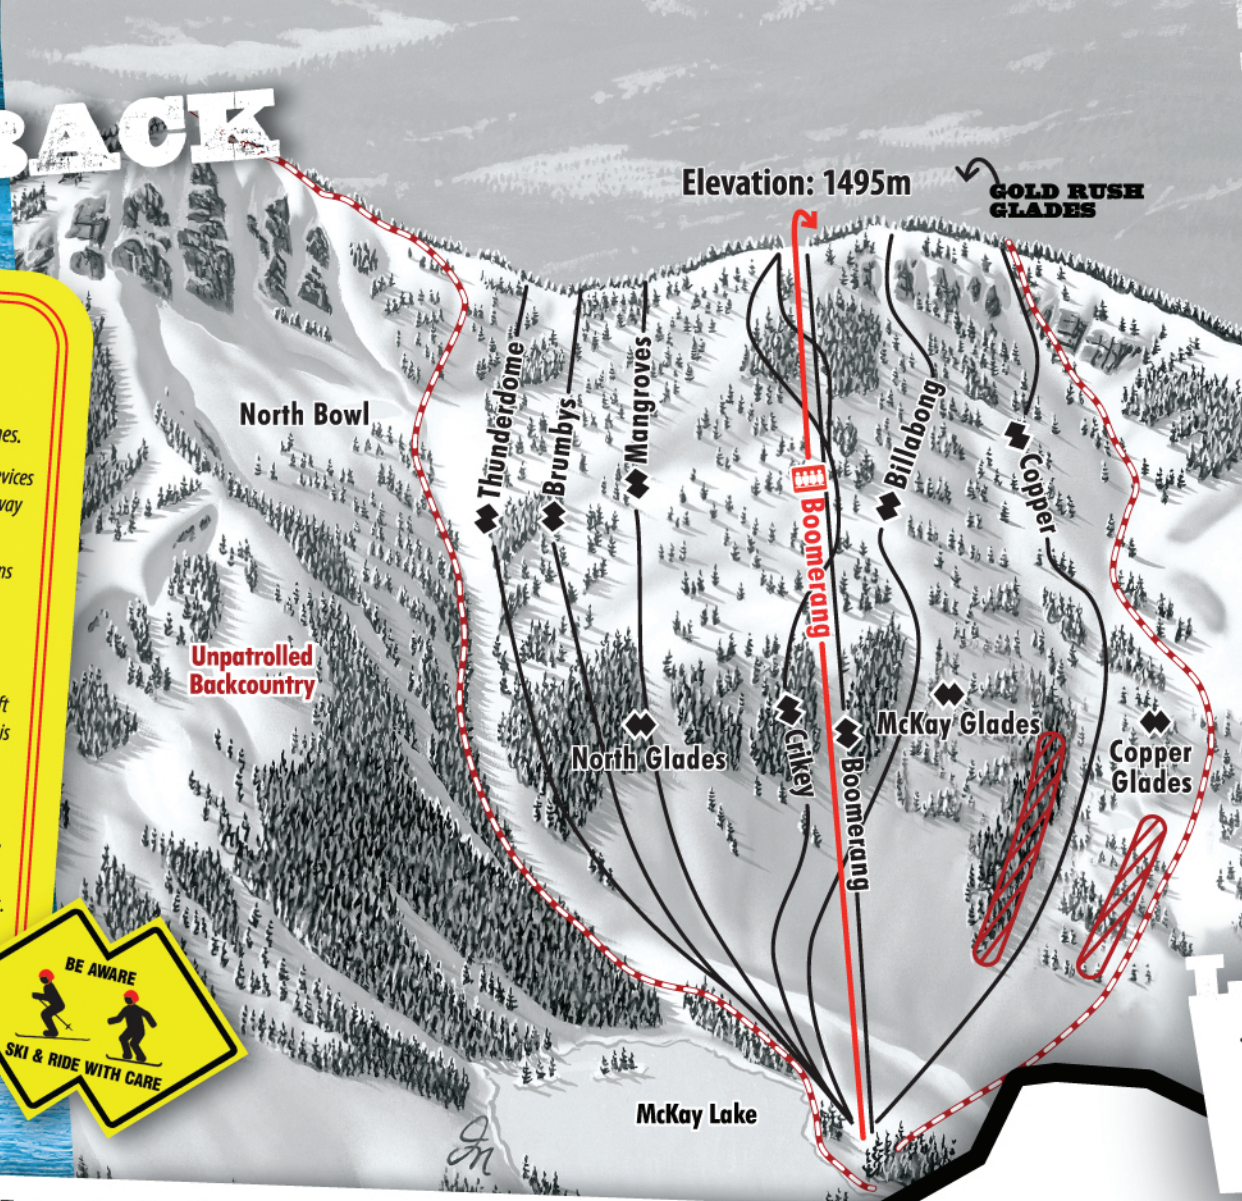 BACK
Elevation: 1495m
GOLD RUSH
GLADES
North Bowl
Thunderdome
Brumbys
Mangroves
Boomerang
Billabong
Copper
Unpatrolled
Backcountry
North Glades
Crikey
Boomerang
McKay Glades
Copper
Glades
BE AWARE
SKI & RIDE WITH CARE
McKay Lake